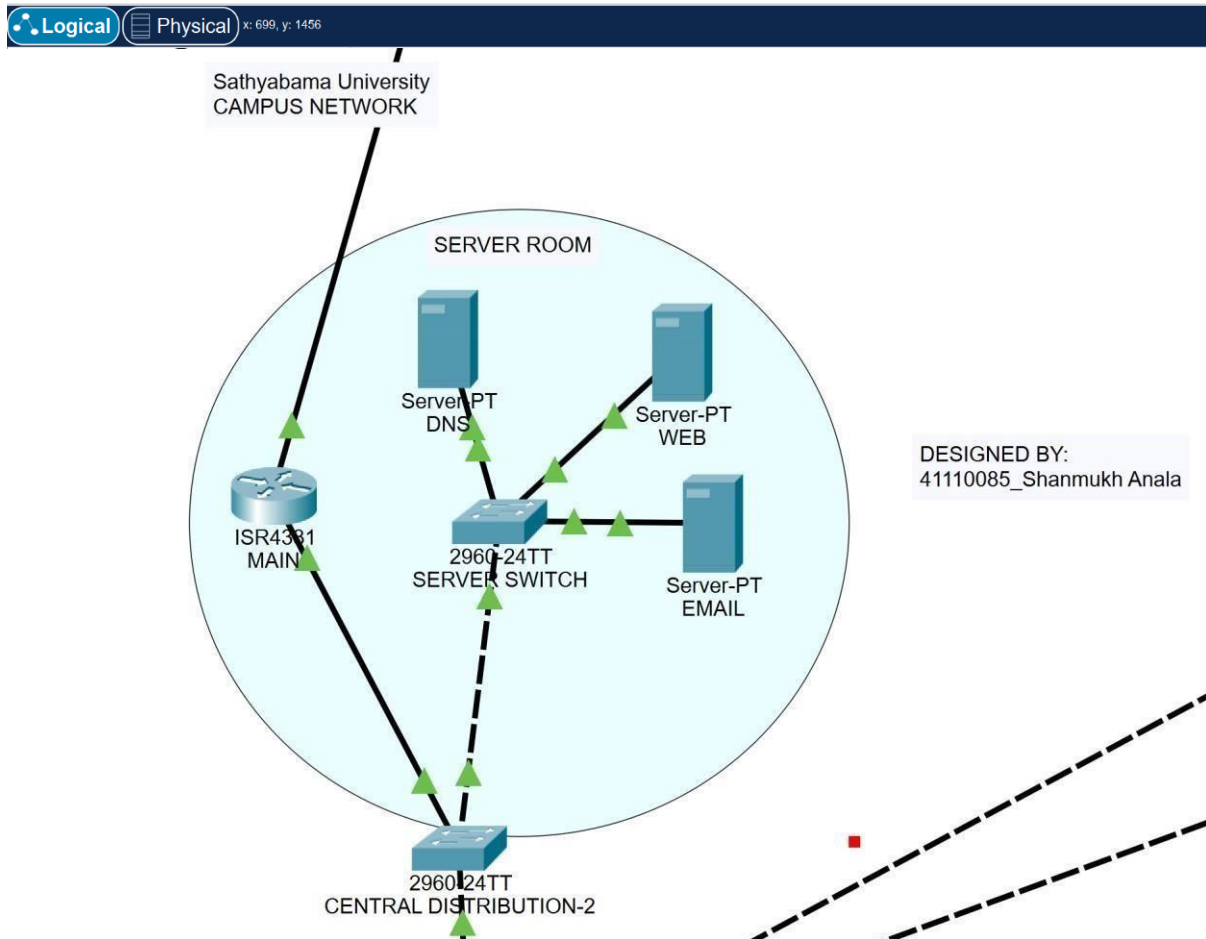 Logical
Physical
x: 699, y: 1456
Sathyabama University
CAMPUS NETWORK
SERVER ROOM
Server-PT
DNS
Server-PT
WEB
DESIGNED BY:
41110085_Shanmukh Anala
ISR4331
MAIN
2960-24TT
SERVER SWITCH
Server-PT
EMAIL
2960-24TT
CENTRAL DISTRIBUTION-2